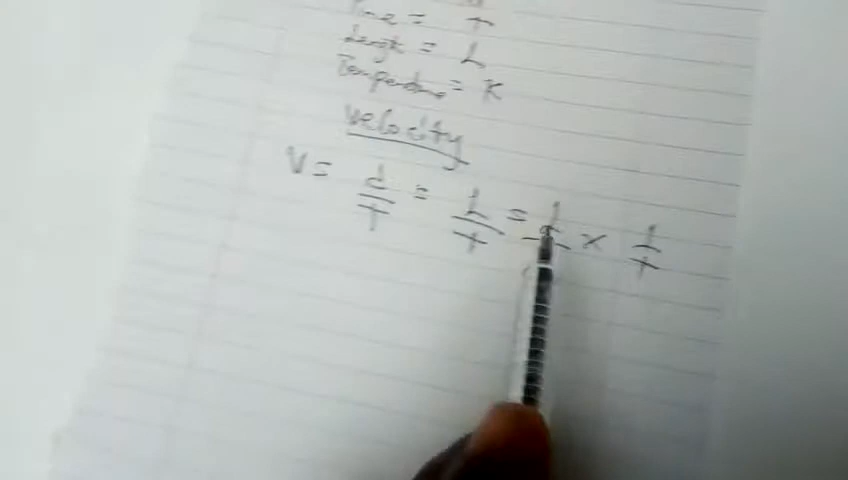 Time = T
Length = L
Temperature = K
Velocity
V = d/T = L/T = L/ × 1/T